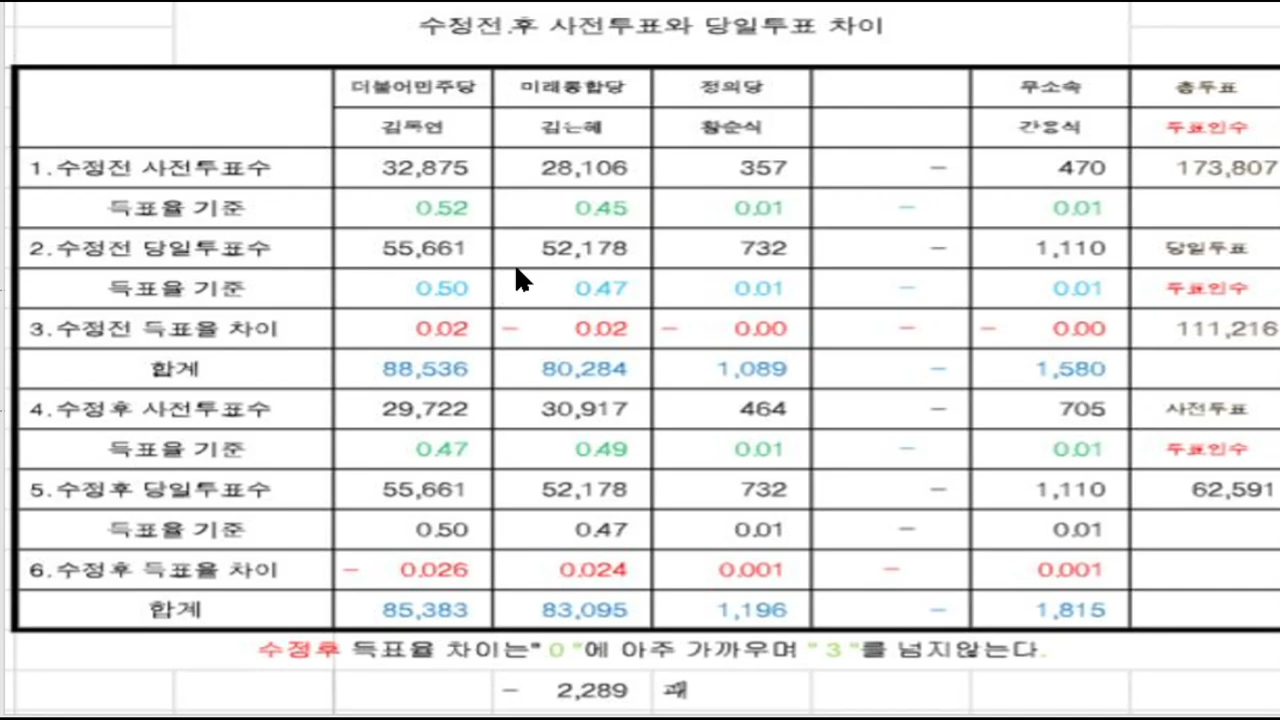 수정전.후 사전투표와 당일투표 차이
더불어민주당 미래통합당 정의당 무소속 총투표
김득연 김은혜 황순식 간용식 투표인수
1.수정전 사전투표수 32,875 28,106 357 - 470 173,807
득표율 기준 0.52 0.45 0.01 - 0.01
2.수정전 당일투표수 55,661 52,178 732 - 1,110 당일투표
득표율 기준 0.50 0.47 0.01 - 0.01 투표인수
3.수정전 득표율 차이 0.02 - 0.02 - 0.00 - - 0.00 111,216
합계 88,536 80,284 1,089 - 1,580
4.수정후 사전투표수 29,722 30,917 464 - 705 사전투표
득표율 기준 0.47 0.49 0.01 - 0.01 투표인수
5.수정후 당일투표수 55,661 52,178 732 - 1,110 62,591
득표율 기준 0.50 0.47 0.01 - 0.01
6.수정후 득표율 차이 - 0.026 0.024 0.001 - 0.001
합계 85,383 83,095 1,196 - 1,815
수정후 득표율 차이는" 0 "에 아주 가까우며 " 3 "를 넘지않는다.
- 2,289 패